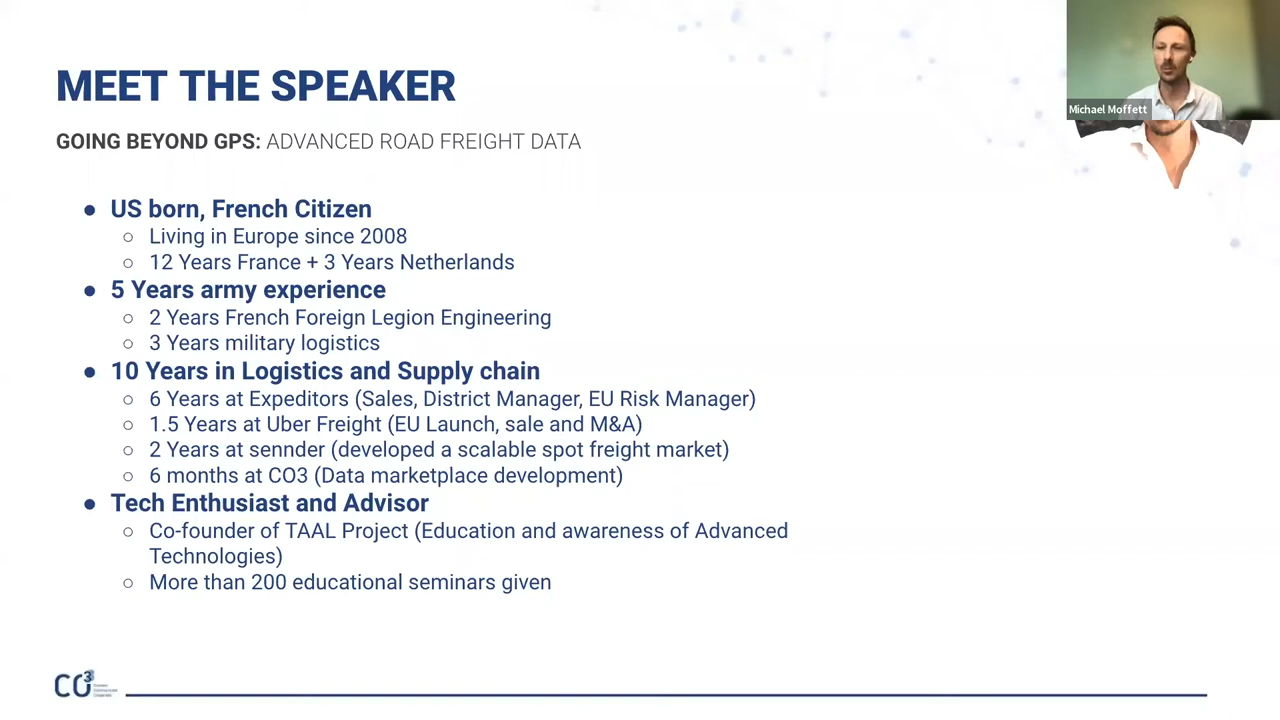 Michael Moffett
MEET THE SPEAKER
GOING BEYOND GPS: ADVANCED ROAD FREIGHT DATA
● US born, French Citizen
○ Living in Europe since 2008
○ 12 Years France + 3 Years Netherlands
● 5 Years army experience
○ 2 Years French Foreign Legion Engineering
○ 3 Years military logistics
● 10 Years in Logistics and Supply chain
○ 6 Years at Expeditors (Sales, District Manager, EU Risk Manager)
○ 1.5 Years at Uber Freight (EU Launch, sale and M&A)
○ 2 Years at sennder (developed a scalable spot freight market)
○ 6 months at CO3 (Data marketplace development)
● Tech Enthusiast and Advisor
○ Co-founder of TAAL Project (Education and awareness of Advanced
Technologies)
○ More than 200 educational seminars given
CO³